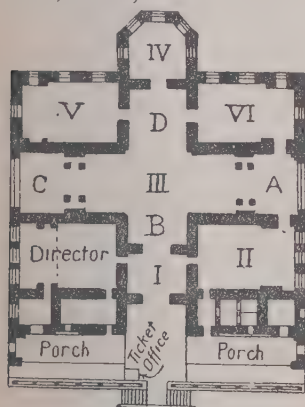 IV
V
VI
D
C
III
A
B
Director
II
I
Porch
Ticket
Office
Porch